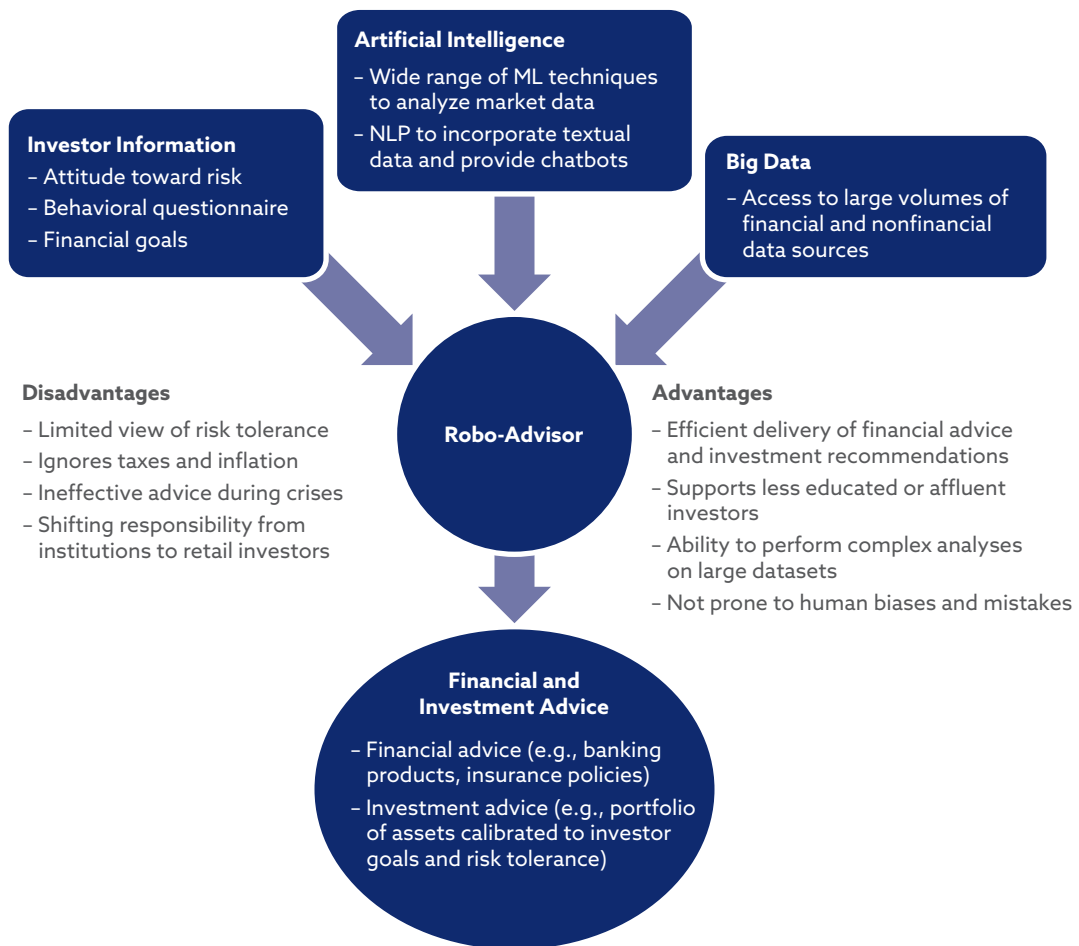 Artificial Intelligence
– Wide range of ML techniques
to analyze market data
– NLP to incorporate textual
data and provide chatbots
Investor Information
– Attitude toward risk
– Behavioral questionnaire
– Financial goals
Big Data
– Access to large volumes of
financial and nonfinancial
data sources
Disadvantages
– Limited view of risk tolerance
– Ignores taxes and inflation
– Ineffective advice during crises
– Shifting responsibility from
institutions to retail investors
Robo-Advisor
Advantages
– Efficient delivery of financial advice
and investment recommendations
– Supports less educated or affluent
investors
– Ability to perform complex analyses
on large datasets
– Not prone to human biases and mistakes
Financial and
Investment Advice
– Financial advice (e.g., banking
products, insurance policies)
– Investment advice (e.g., portfolio
of assets calibrated to investor
goals and risk tolerance)